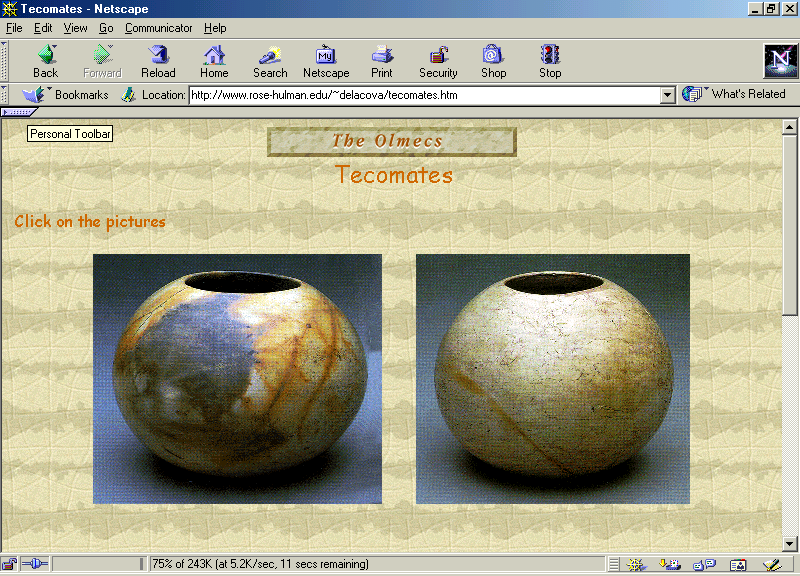 Tecomates - Netscape
File Edit View Go Communicator Help
Back Forward Reload Home Search Netscape Print Security Shop Stop
My
N
Bookmarks Location: http://www.rose-hulman.edu/~delacova/tecomates.htm What's Related
Personal Toolbar
The Olmecs
Tecomates
Click on the pictures
75% of 243K (at 5.2K/sec, 11 secs remaining)